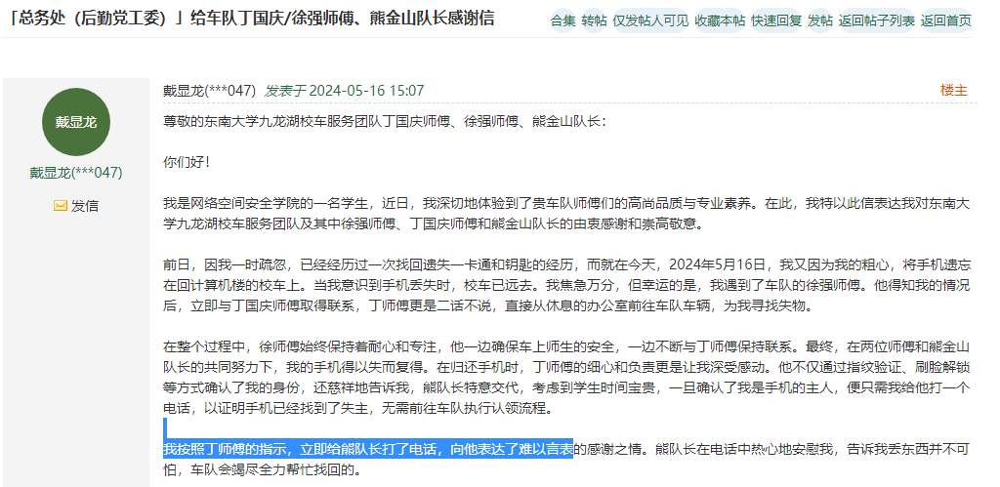 「总务处（后勤党工委）」给车队丁国庆/徐强师傅、熊金山队长感谢信
合集 转帖 仅发帖人可见 收藏本帖 快速回复 发帖 返回帖子列表 返回首页
戴显龙
戴显龙(***047)
发信
戴显龙(***047) 发表于 2024-05-16 15:07
楼主
尊敬的东南大学九龙湖校车服务团队丁国庆师傅、徐强师傅、熊金山队长：
你们好！
我是网络空间安全学院的一名学生，近日，我深切地体验到了贵车队师傅们的高尚品质与专业素养。在此，我特以此信表达我对东南大
学九龙湖校车服务团队及其中徐强师傅、丁国庆师傅和熊金山队长的由衷感谢和崇高敬意。
前日，因我一时疏忽，已经经历过一次找回遗失一卡通和钥匙的经历，而就在今天，2024年5月16日，我又因为我的粗心，将手机遗忘
在回计算机楼的校车上。当我意识到手机丢失时，校车已远去。我焦急万分，但幸运的是，我遇到了车队的徐强师傅。他得知我的情况
后，立即与丁国庆师傅取得联系，丁师傅更是二话不说，直接从休息的办公室前往车队车辆，为我寻找失物。
在整个过程中，徐师傅始终保持着耐心和专注，他一边确保车上师生的安全，一边不断与丁师傅保持联系。最终，在两位师傅和熊金山
队长的共同努力下，我的手机得以失而复得。在归还手机时，丁师傅的细心和负责更是让我深受感动。他不仅通过指纹验证、刷脸解锁
等方式确认了我的身份，还慈祥地告诉我，熊队长特意交代，考虑到学生时间宝贵，一旦确认了我是手机的主人，便只需我给他打一个
电话，以证明手机已经找到了失主，无需前往车队执行认领流程。
我按照丁师傅的指示，立即给熊队长打了电话，向他表达了难以言表的感谢之情。熊队长在电话中热心地安慰我，告诉我丢东西并不可
怕，车队会竭尽全力帮忙找回的。